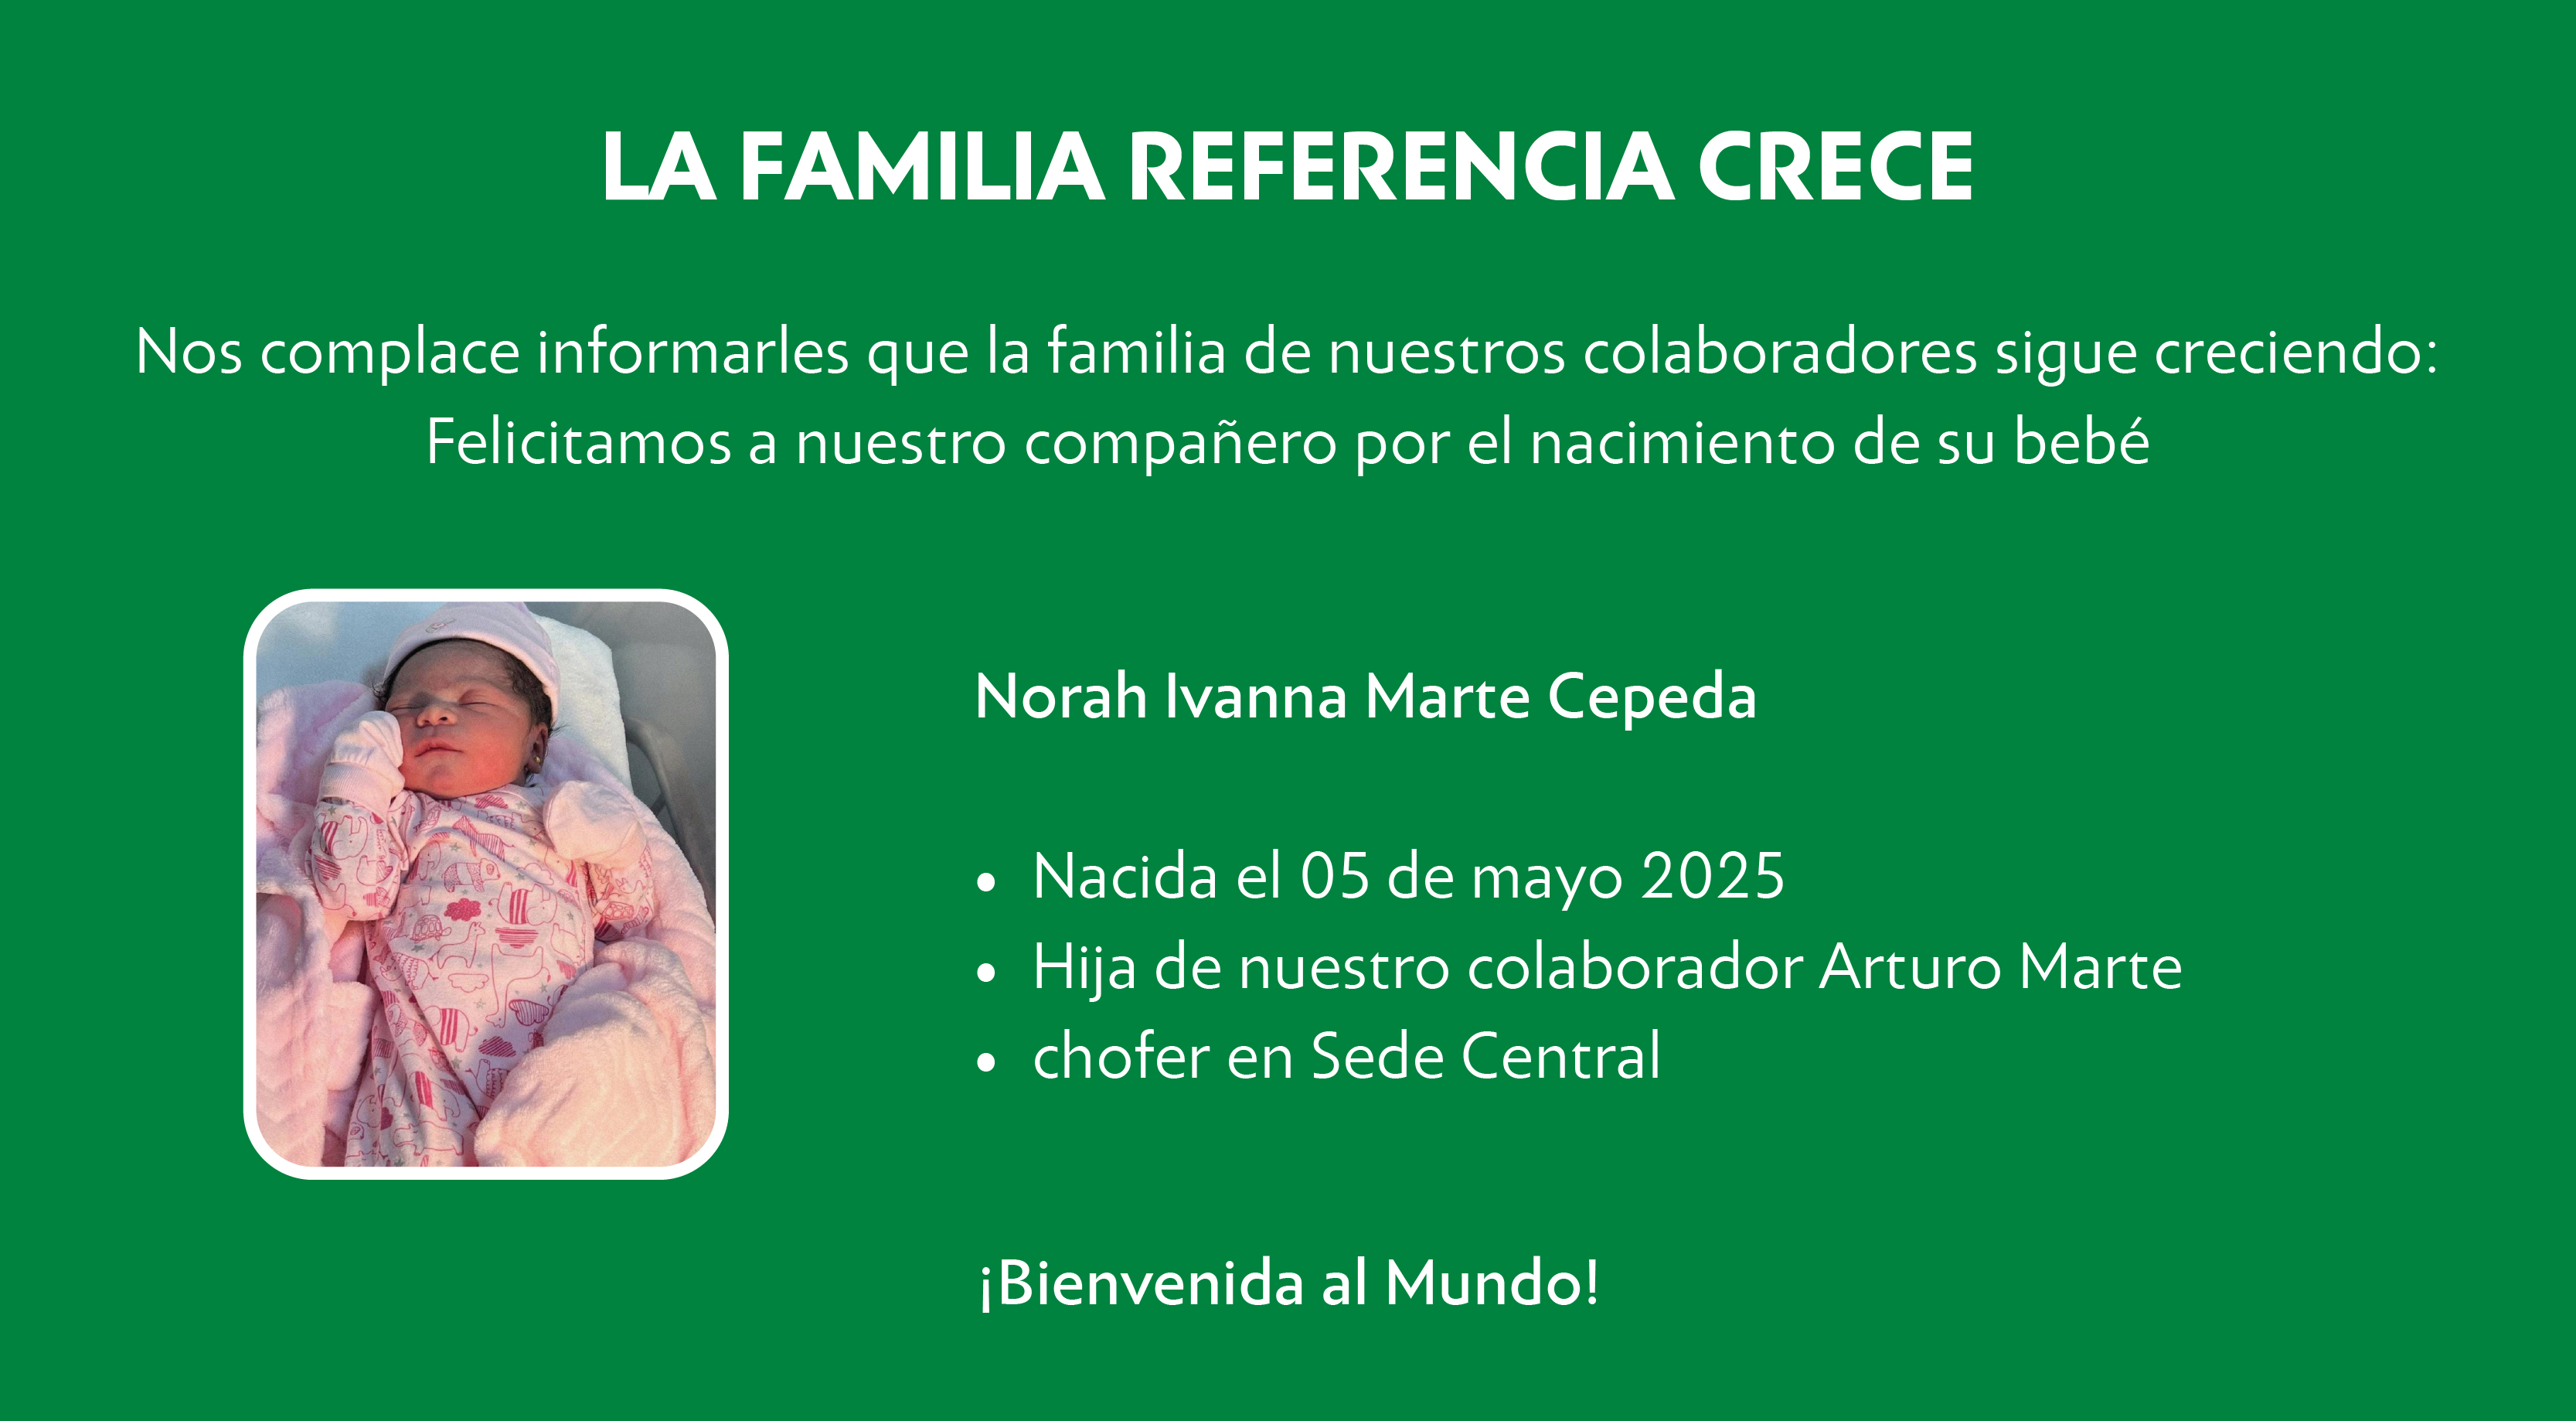 LA FAMILIA REFERENCIA CRECE
Nos complace informarles que la familia de nuestros colaboradores sigue creciendo:
Felicitamos a nuestro compañero por el nacimiento de su bebé
Norah Ivanna Marte Cepeda
• Nacida el 05 de mayo 2025
• Hija de nuestro colaborador Arturo Marte
• chofer en Sede Central
¡Bienvenida al Mundo!